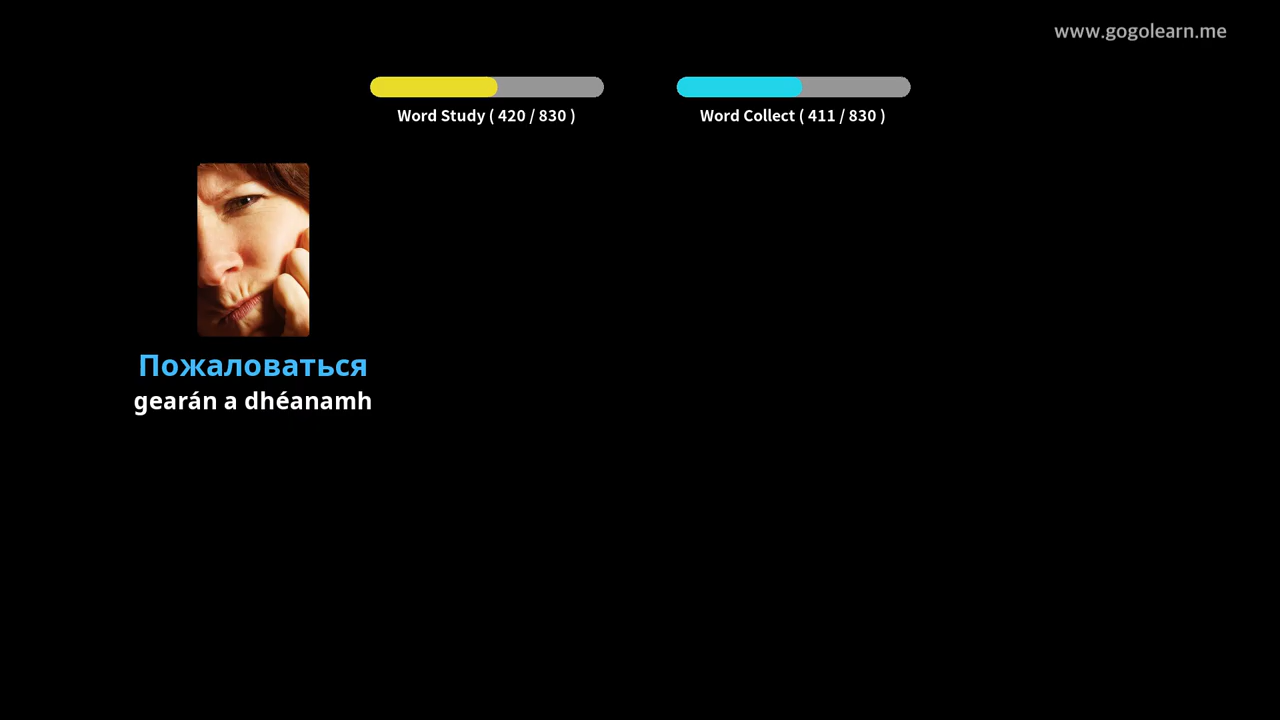 www.gogolearn.me
Word Study ( 420 / 830 )
Word Collect ( 411 / 830 )
Пожаловаться
gearán a dhéanamh